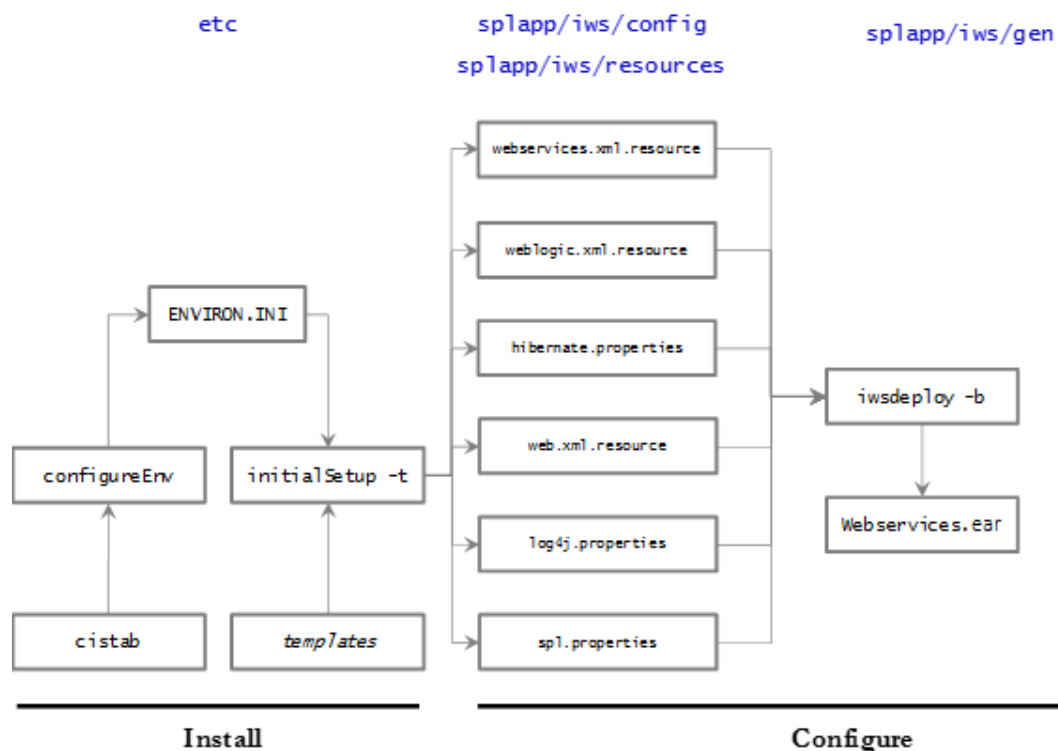 etc
splapp/iws/config
splapp/iws/resources
splapp/iws/gen
webservices.xml.resource
weblogic.xml.resource
ENVIRON.INI
hibernate.properties
iwsdeploy -b
configureEnv
initialSetup -t
web.xml.resource
Webservices.ear
log4j.properties
cistab
templates
spl.properties
Install
Configure